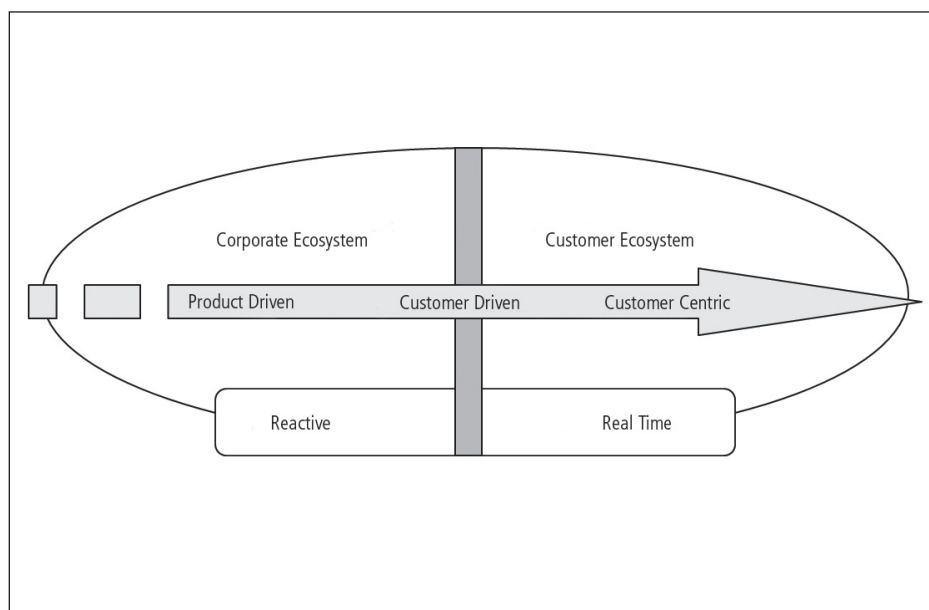 Corporate Ecosystem Customer Ecosystem
Product Driven Customer Driven Customer Centric
Reactive Real Time